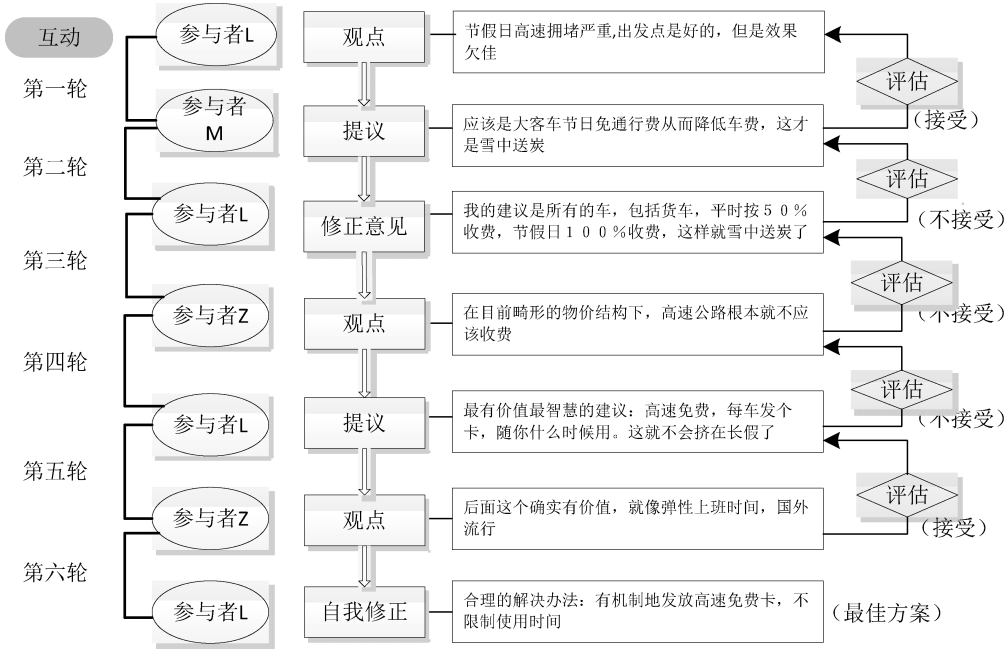 互动
参与者L
观点
节假日高速拥堵严重,出发点是好的，但是效果
欠佳
评估
（接受）
第一轮
参与者
M
提议
应该是大客车节日免通行费从而降低车费，这才
是雪中送炭
评估
（不接受）
第二轮
参与者L
修正意见
我的建议是所有的车，包括货车，平时按５０％
收费，节假日１００％收费，这样就雪中送炭了
评估
（不接受）
第三轮
参与者Z
观点
在目前畸形的物价结构下，高速公路根本就不应
该收费
评估
（不接受）
第四轮
参与者L
提议
最有价值最智慧的建议：高速免费，每车发个
卡，随你什么时候用。这就不会挤在长假了
评估
（接受）
第五轮
参与者Z
观点
后面这个确实有价值，就像弹性上班时间，国外
流行
第六轮
参与者L
自我修正
合理的解决办法：有机制地发放高速免费卡，不
限制使用时间
（最佳方案）